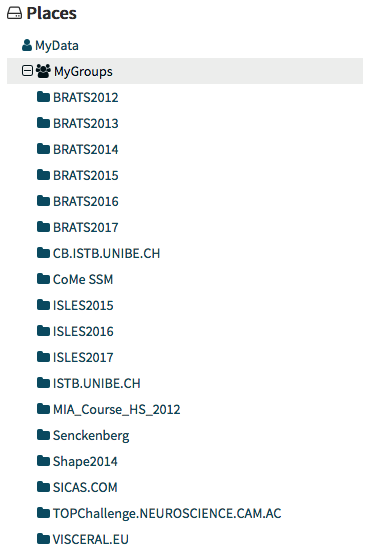 Places
MyData
MyGroups
BRATS2012
BRATS2013
BRATS2014
BRATS2015
BRATS2016
BRATS2017
CB.ISTB.UNIBE.CH
CoMe SSM
ISLES2015
ISLES2016
ISLES2017
ISTB.UNIBE.CH
MIA_Course_HS_2012
Senckenberg
Shape2014
SICAS.COM
TOPChallenge.NEUROSCIENCE.CAM.AC
VISCERAL.EU